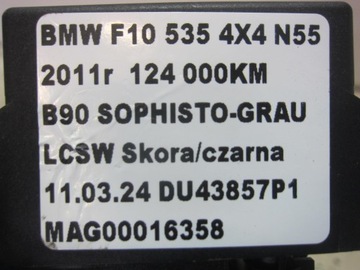 BMW F10 535 4X4 N55
2011r 124 000KM
B90 SOPHISTO-GRAU
LCSW Skora/czarna
11.03.24 DU43857P1
MAG00016358